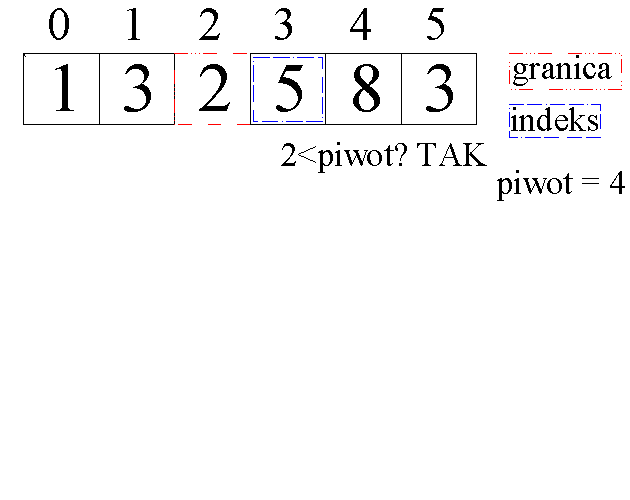 0 1 2 3 4 5
1 3 2 5 8 3
granica
indeks
2<piwot? TAK
piwot = 4